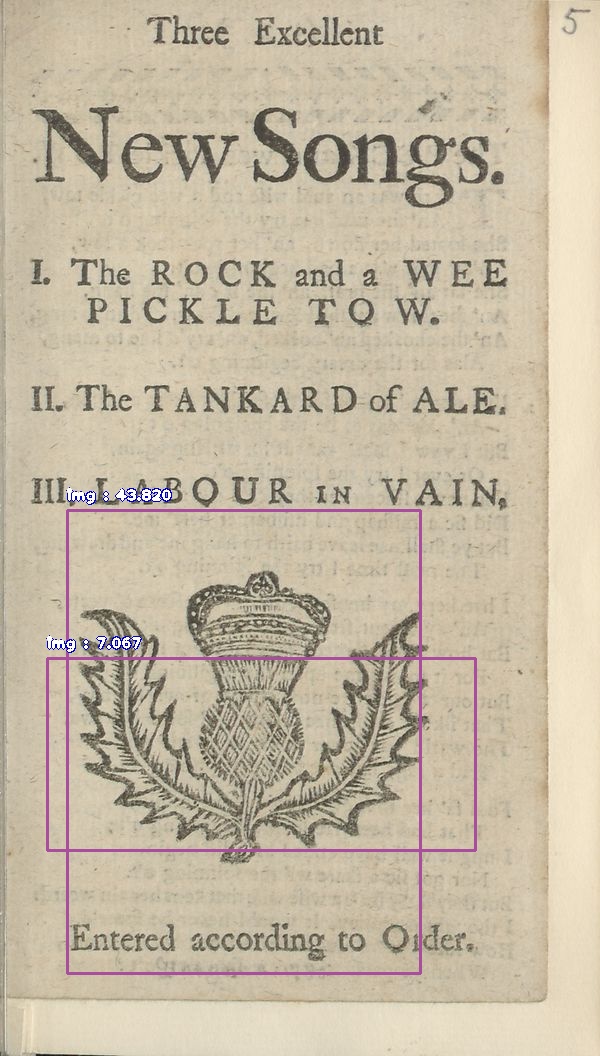 5
Three Excellent
New Songs.
I. The ROCK and a WEE
PICKLE TOW.
II. The TANKARD of ALE.
III. LABOUR IN VAIN,
img : 43.820
img : 7.067
Entered according to Order.